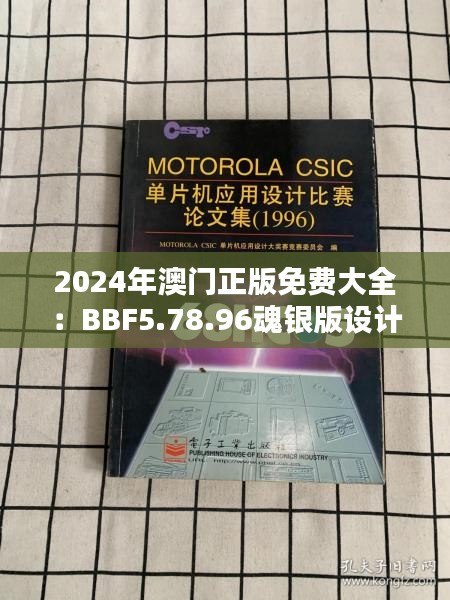 CSIC
MOTOROLA CSIC
单片机应用设计比赛
论文集(1996)
MOTOROLA CSIC 单片机应用设计大奖赛竞赛委员会 编
2024年澳门正版免费大全
：BBF5.78.96魂银版设计
电子工业出版社
PUBLISHING HOUSE OF ELECTRONICS INDUSTRY
孔夫子旧书网
www.kongfz.com